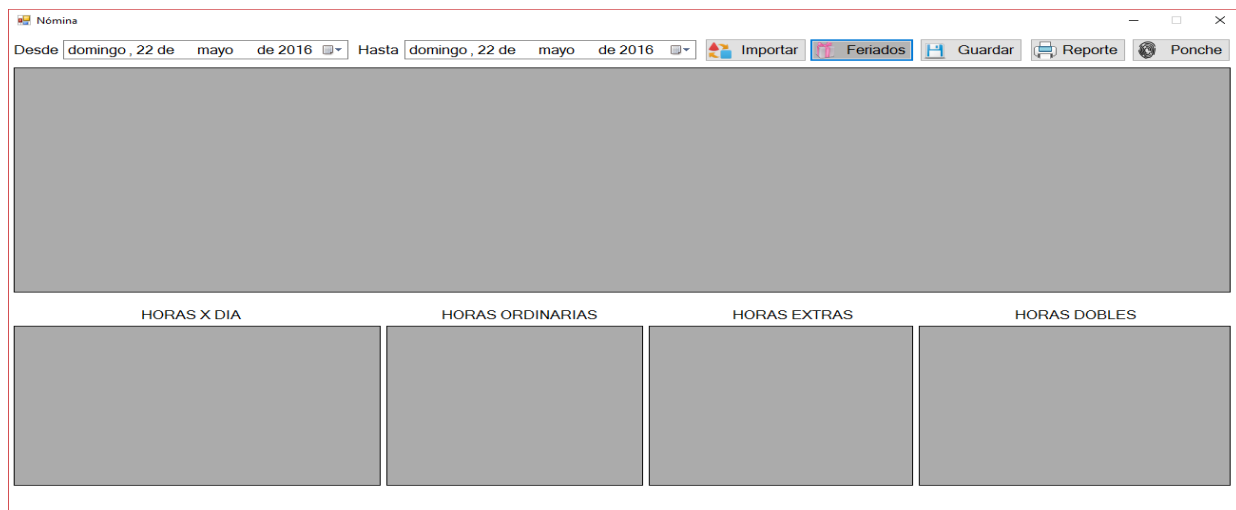 Nómina
Desde domingo , 22 de mayo de 2016 Hasta domingo , 22 de mayo de 2016 Importar Feriados Guardar Reporte Ponche
HORAS X DIA HORAS ORDINARIAS HORAS EXTRAS HORAS DOBLES